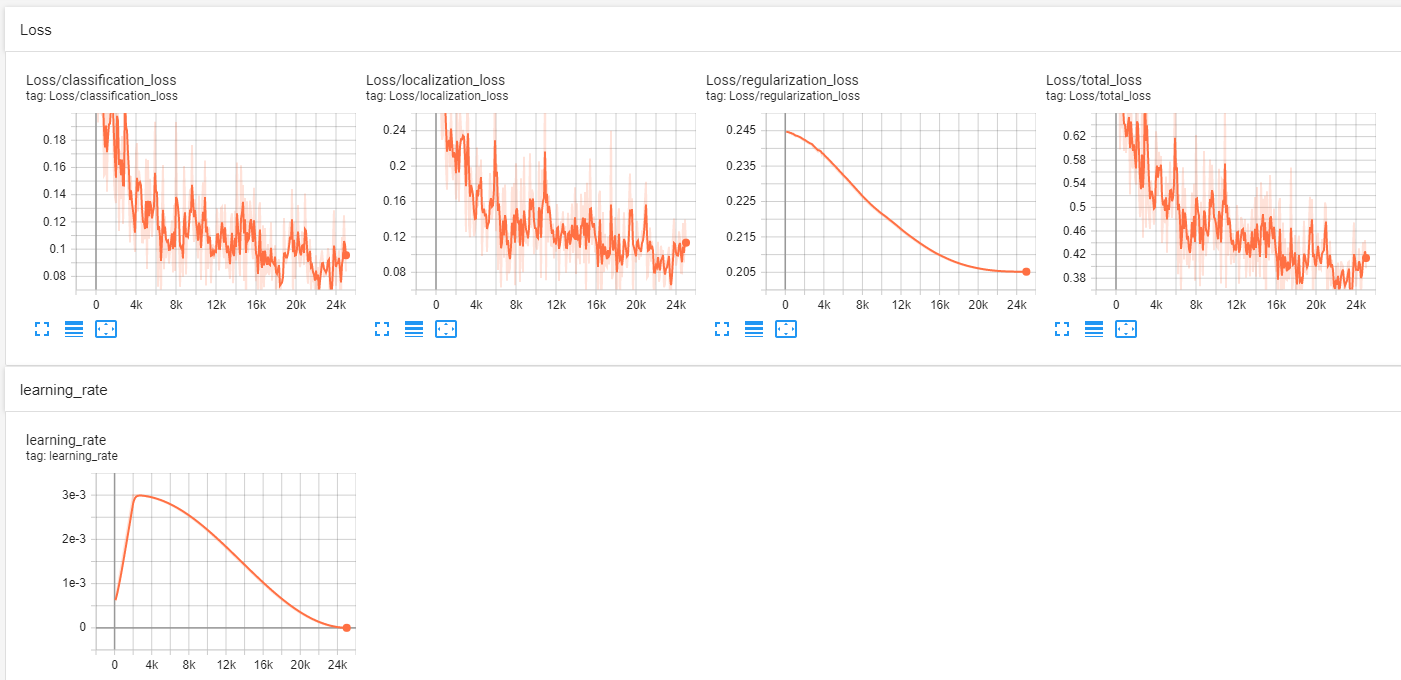 Loss
Loss/classification_loss
tag: Loss/classification_loss
0.18
0.16
0.14
0.12
0.1
0.08
0 4k 8k 12k 16k 20k 24k
Loss/localization_loss
tag: Loss/localization_loss
0.24
0.2
0.16
0.12
0.08
0 4k 8k 12k 16k 20k 24k
Loss/regularization_loss
tag: Loss/regularization_loss
0.245
0.235
0.225
0.215
0.205
0 4k 8k 12k 16k 20k 24k
Loss/total_loss
tag: Loss/total_loss
0.62
0.58
0.54
0.5
0.46
0.42
0.38
0 4k 8k 12k 16k 20k 24k
learning_rate
learning_rate
tag: learning_rate
3e-3
2e-3
1e-3
0
0 4k 8k 12k 16k 20k 24k